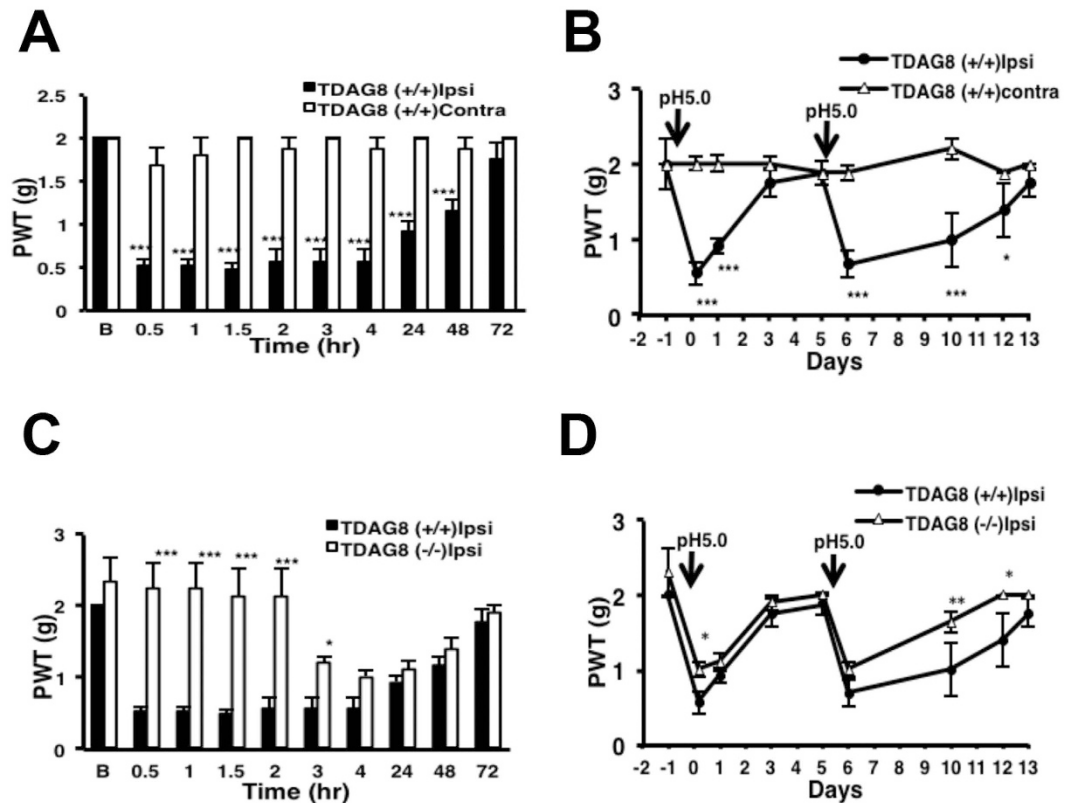 A
TDAG8 (+/+)Ipsi
TDAG8 (+/+)Contra
2.5
2
1.5
1
0.5
0
PWT (g)
*** *** *** *** *** *** *** ***
B 0.5 1 1.5 2 3 4 24 48 72
Time (hr)
B
TDAG8 (+/+)Ipsi
TDAG8 (+/+)contra
3
2
1
0
PWT (g)
pH5.0 pH5.0
*** *** *** *** *
-2 -1 0 1 2 3 4 5 6 7 8 9 10 11 12 13
Days
C
TDAG8 (+/+)Ipsi
TDAG8 (-/-)Ipsi
3
2
1
0
PWT (g)
*** *** *** *** *
B 0.5 1 1.5 2 3 4 24 48 72
Time (hr)
D
TDAG8 (+/+)Ipsi
TDAG8 (-/-)Ipsi
3
2
1
0
PWT (g)
pH5.0 pH5.0
* ** *
-2 -1 0 1 2 3 4 5 6 7 8 9 10 11 12 13
Days